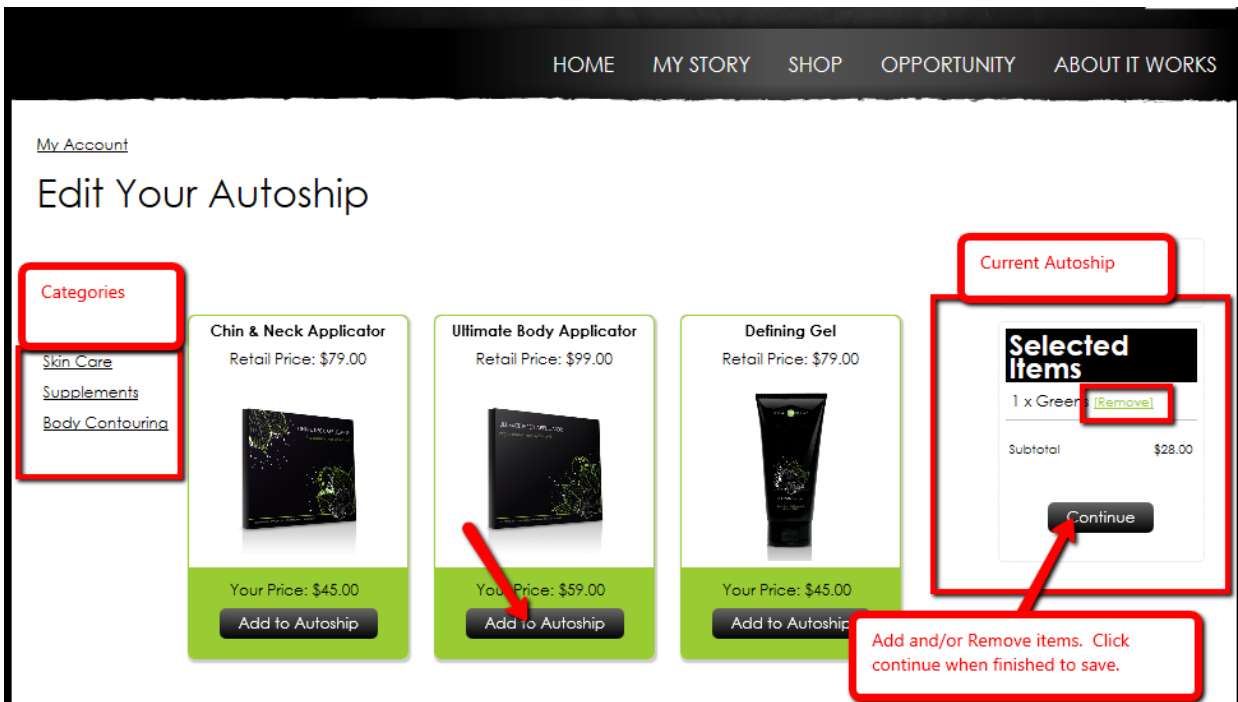 HOME MY STORY SHOP OPPORTUNITY ABOUT IT WORKS
My Account
Edit Your Autoship
Categories
Skin Care
Supplements
Body Contouring
Chin & Neck Applicator
Retail Price: $79.00
Your Price: $45.00
Add to Autoship
Ultimate Body Applicator
Retail Price: $99.00
Your Price: $59.00
Add to Autoship
Defining Gel
Retail Price: $79.00
Your Price: $45.00
Add to Autoship
Current Autoship
Selected
Items
1 x Greens [Remove]
Subtotal $28.00
Continue
Add and/or Remove items. Click
continue when finished to save.